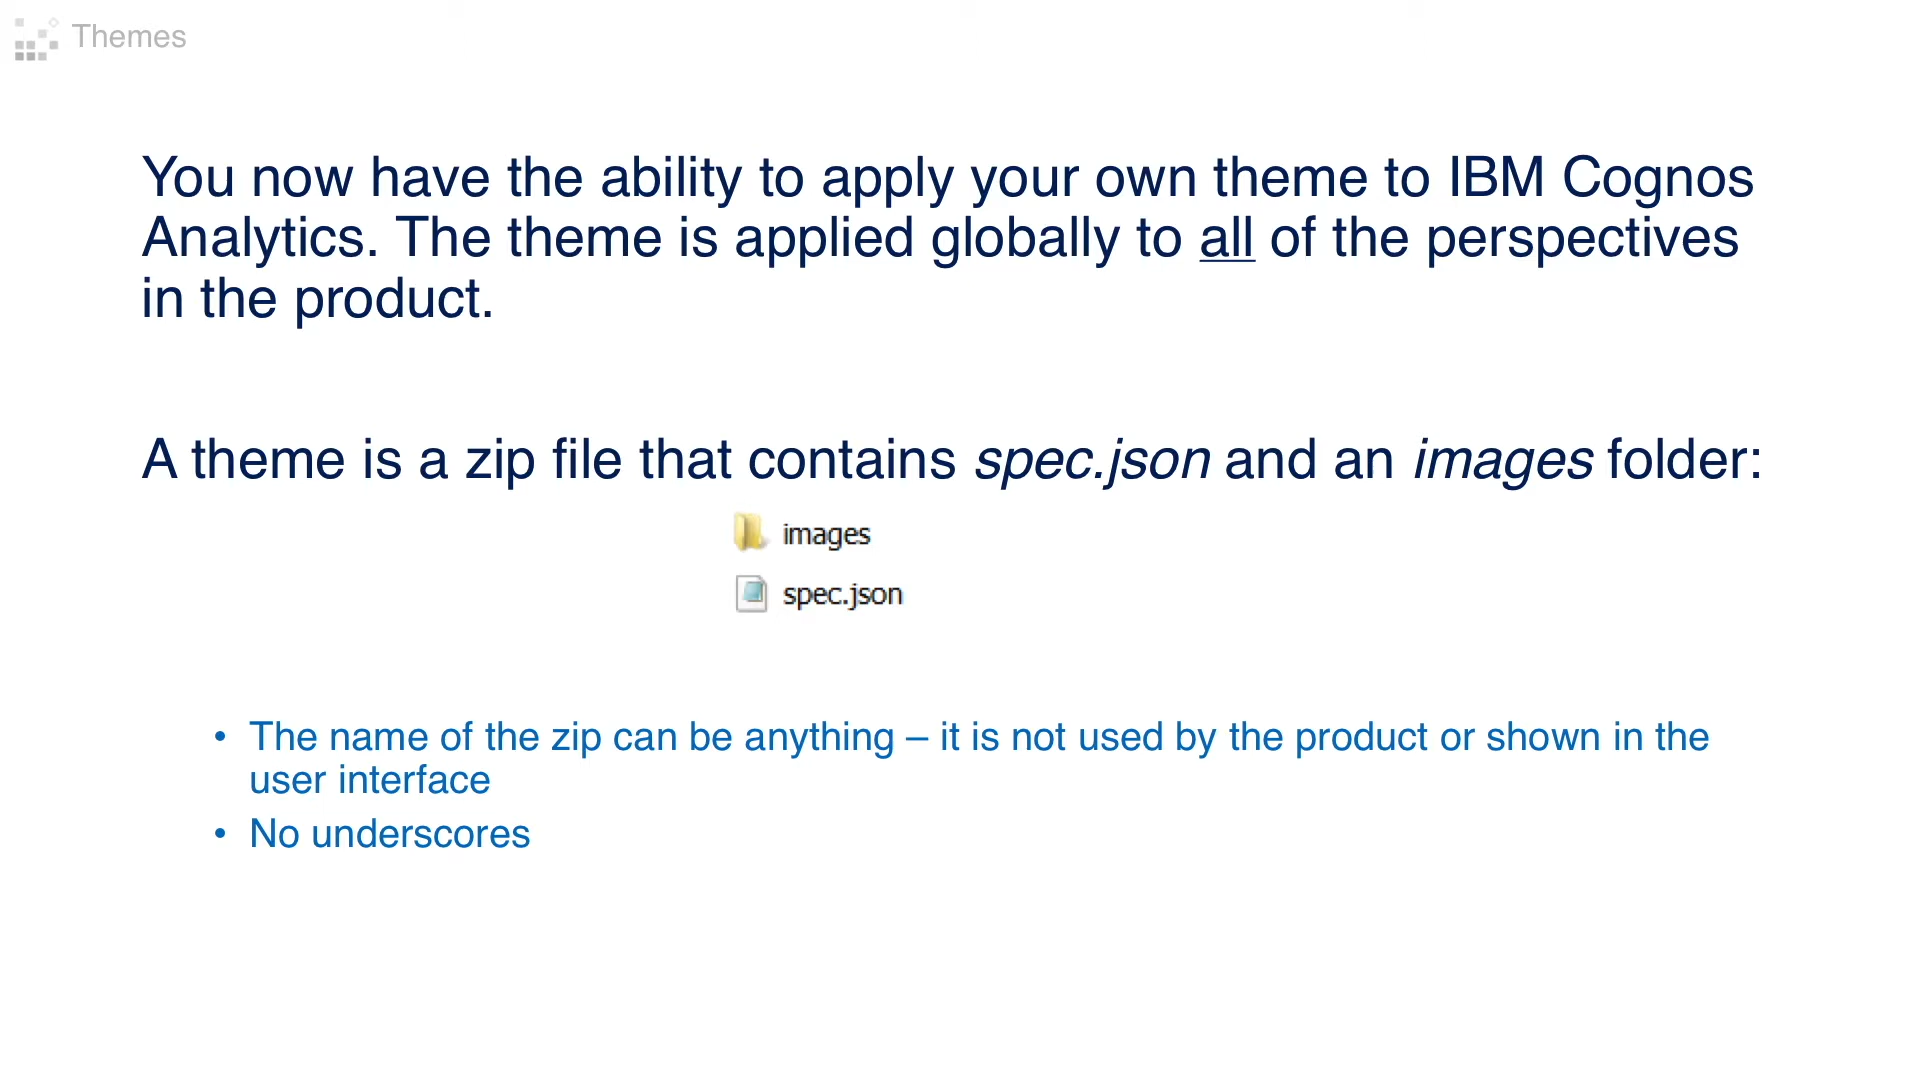 Themes
You now have the ability to apply your own theme to IBM Cognos
Analytics. The theme is applied globally to all of the perspectives
in the product.
A theme is a zip file that contains spec.json and an images folder:
images
spec.json
• The name of the zip can be anything – it is not used by the product or shown in the
user interface
• No underscores